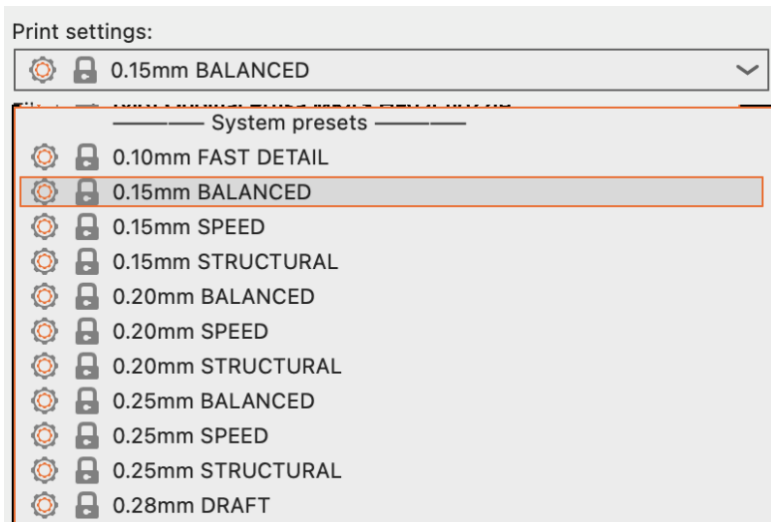 Print settings:
0.15mm BALANCED
———— System presets ————
0.10mm FAST DETAIL
0.15mm BALANCED
0.15mm SPEED
0.15mm STRUCTURAL
0.20mm BALANCED
0.20mm SPEED
0.20mm STRUCTURAL
0.25mm BALANCED
0.25mm SPEED
0.25mm STRUCTURAL
0.28mm DRAFT